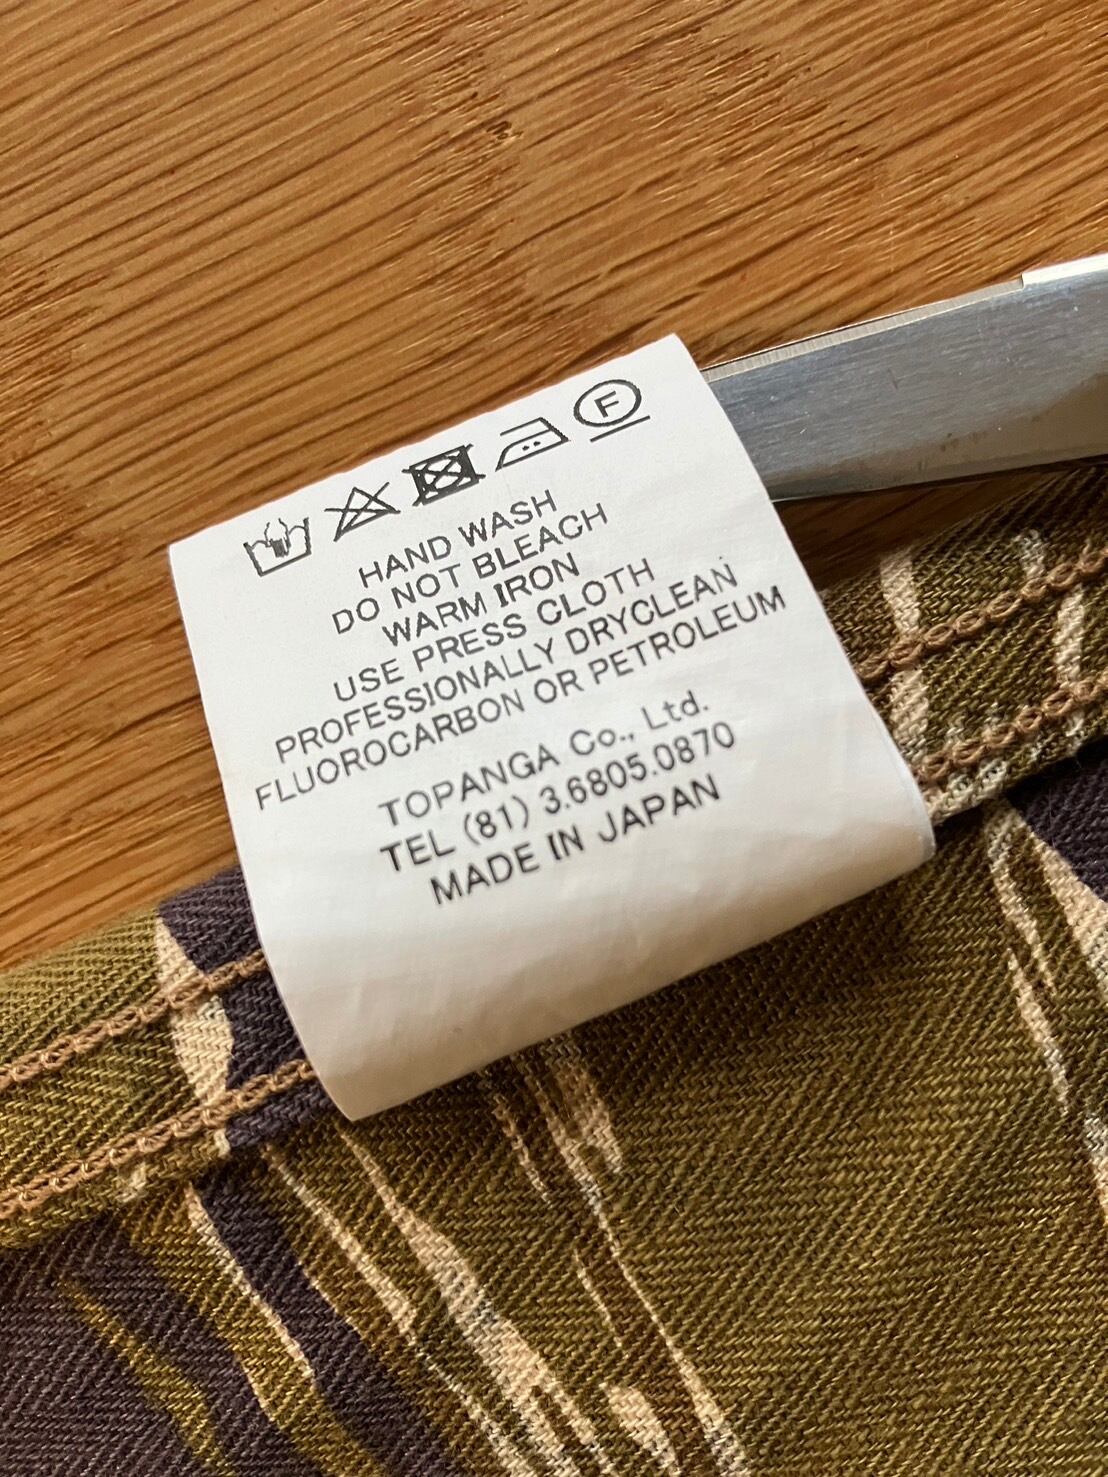 F
HAND WASH
DO NOT BLEACH
WARM IRON
USE PRESS CLOTH
PROFESSIONALLY DRYCLEAN
FLUOROCARBON OR PETROLEUM
TOPANGA Co., Ltd.
TEL (81) 3.6805.0870
MADE IN JAPAN